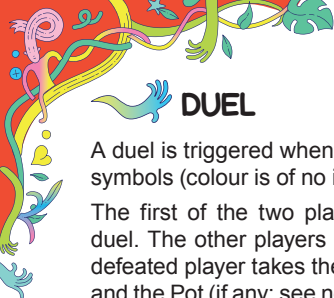 DUEL
A duel is triggered when
symbols (colour is of no
The first of the two
duel. The other players
defeated player takes the
and the Pot (if any: see